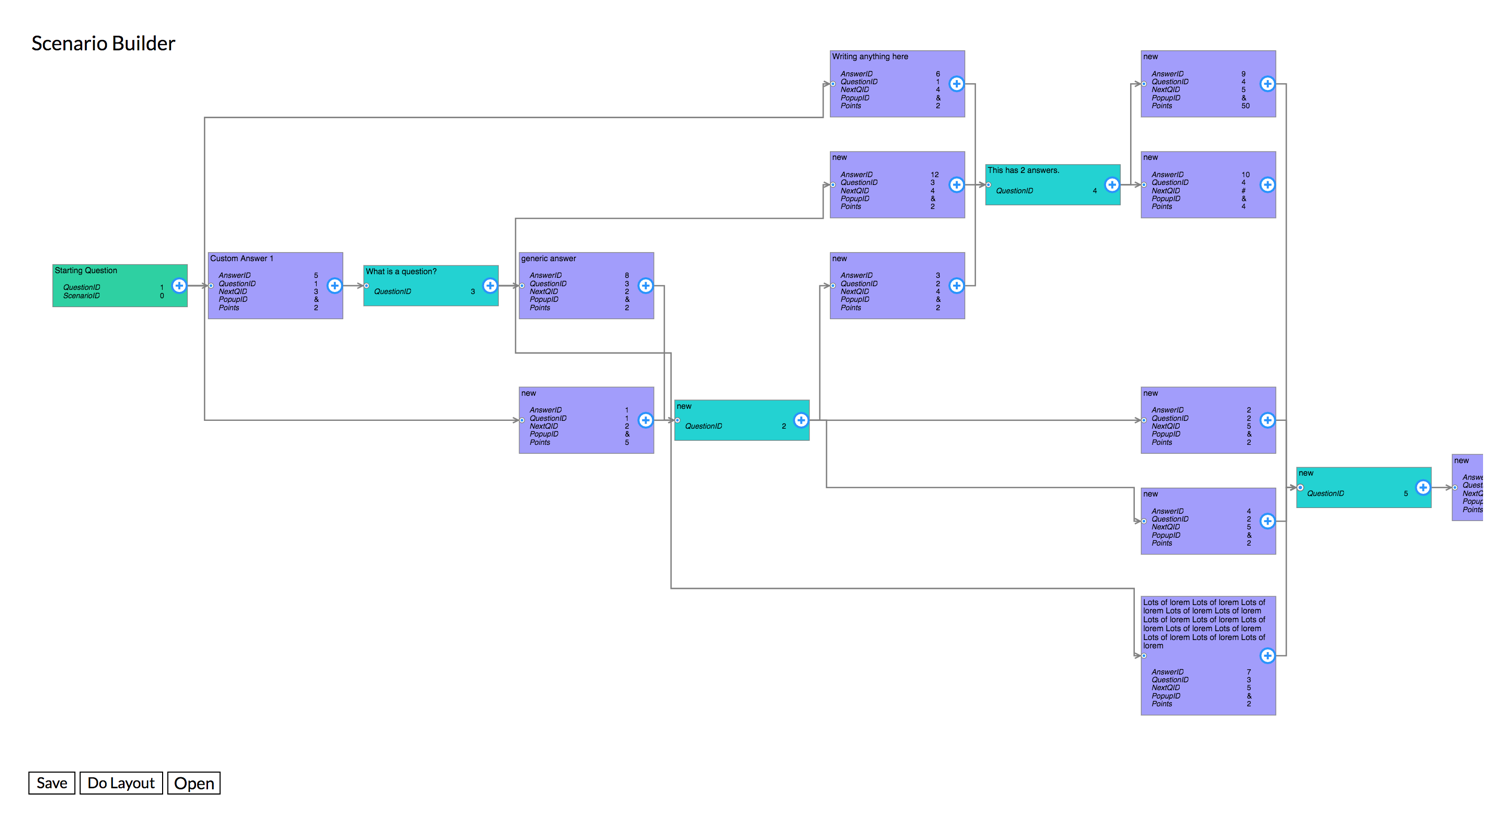 Scenario Builder
Starting Question
QuestionID 1
ScenarioID 0
Custom Answer 1
AnswerID 5
QuestionID 1
NextQID 3
PopupID &
Points 2
What is a question?
QuestionID 3
generic answer
AnswerID 8
QuestionID 3
NextQID 2
PopupID &
Points 2
new
AnswerID 1
QuestionID 1
NextQID 2
PopupID &
Points 5
new
QuestionID 2
Writing anything here
AnswerID 6
QuestionID 1
NextQID 4
PopupID &
Points 2
new
AnswerID 12
QuestionID 3
NextQID 4
PopupID &
Points 2
new
AnswerID 3
QuestionID 2
NextQID 4
PopupID &
Points 2
This has 2 answers.
QuestionID 4
new
AnswerID 9
QuestionID 4
NextQID 5
PopupID &
Points 50
new
AnswerID 10
QuestionID 4
NextQID #
PopupID &
Points 4
new
AnswerID 2
QuestionID 2
NextQID 5
PopupID &
Points 2
new
AnswerID 4
QuestionID 2
NextQID 5
PopupID &
Points 2
Lots of lorem Lots of lorem Lots of
lorem Lots of lorem Lots of lorem
Lots of lorem Lots of lorem Lots of
lorem Lots of lorem Lots of lorem
Lots of lorem Lots of lorem Lots of
lorem
AnswerID 7
QuestionID 3
NextQID 5
PopupID &
Points 2
new
QuestionID 5
new
Answe
Quest
NextQ
Popup
Points
Save
Do Layout
Open